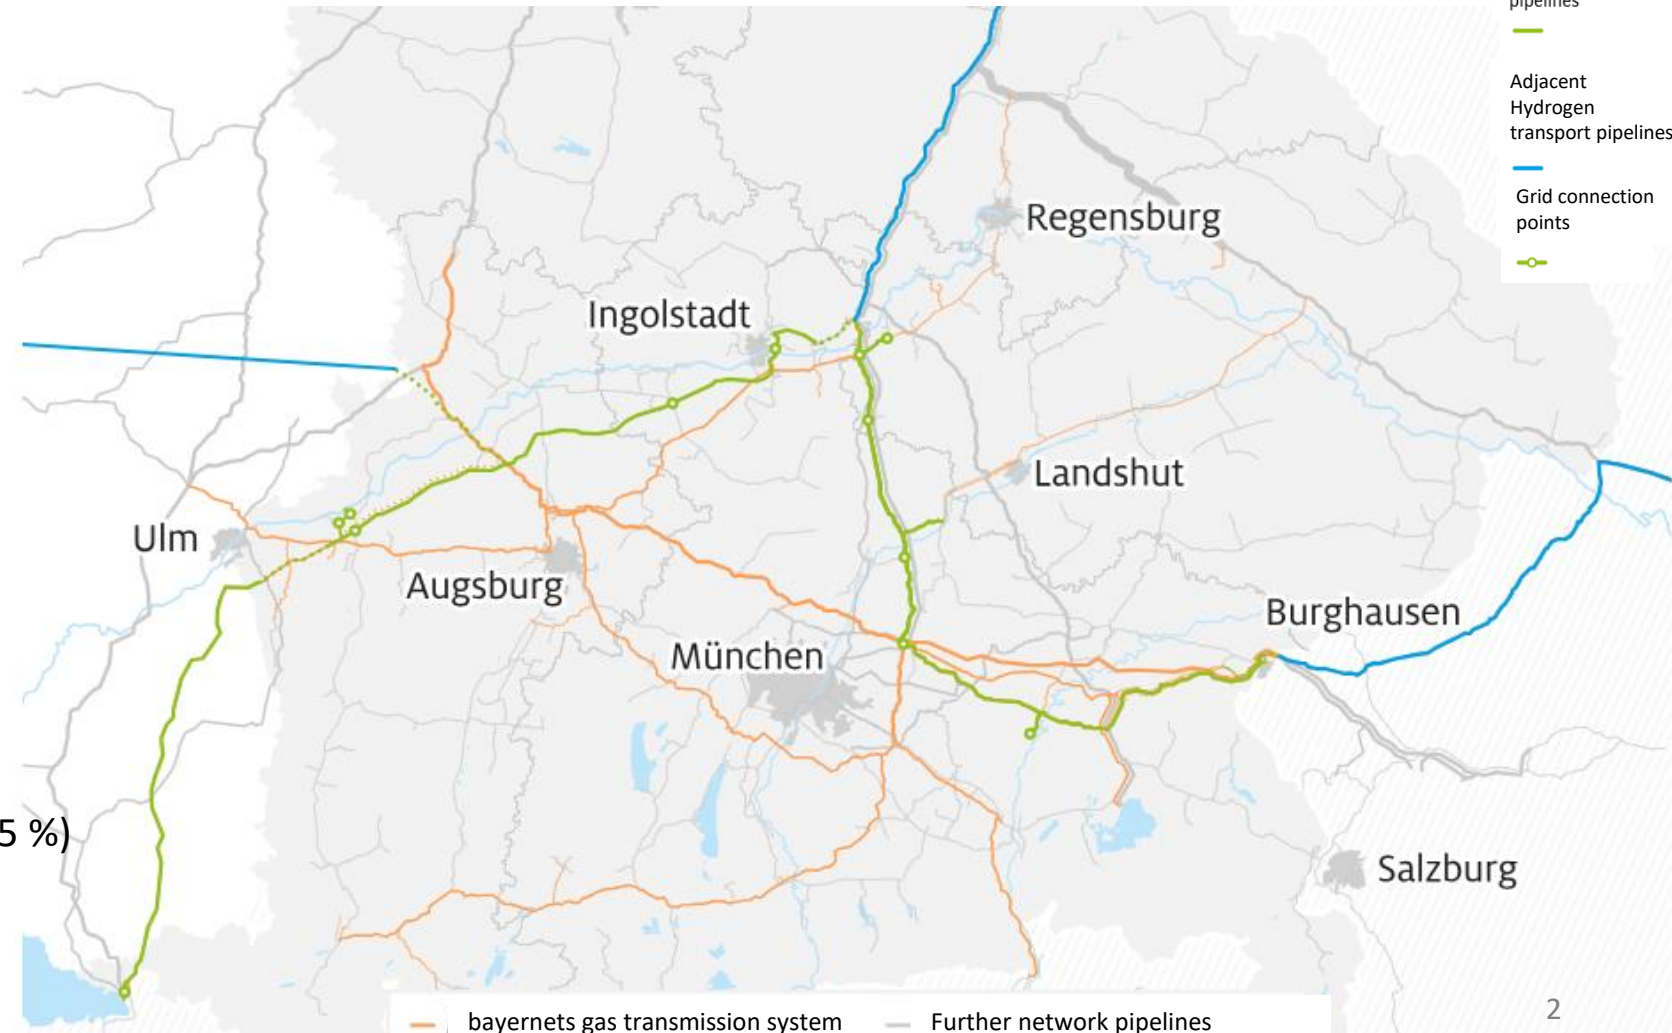 pipelines
Adjacent
Hydrogen
transport pipelines
Grid connection
points
Regensburg
Ingolstadt
Landshut
Ulm
Augsburg
Burghausen
München
5 %)
Salzburg
2
bayernets gas transmission system
Further network pipelines